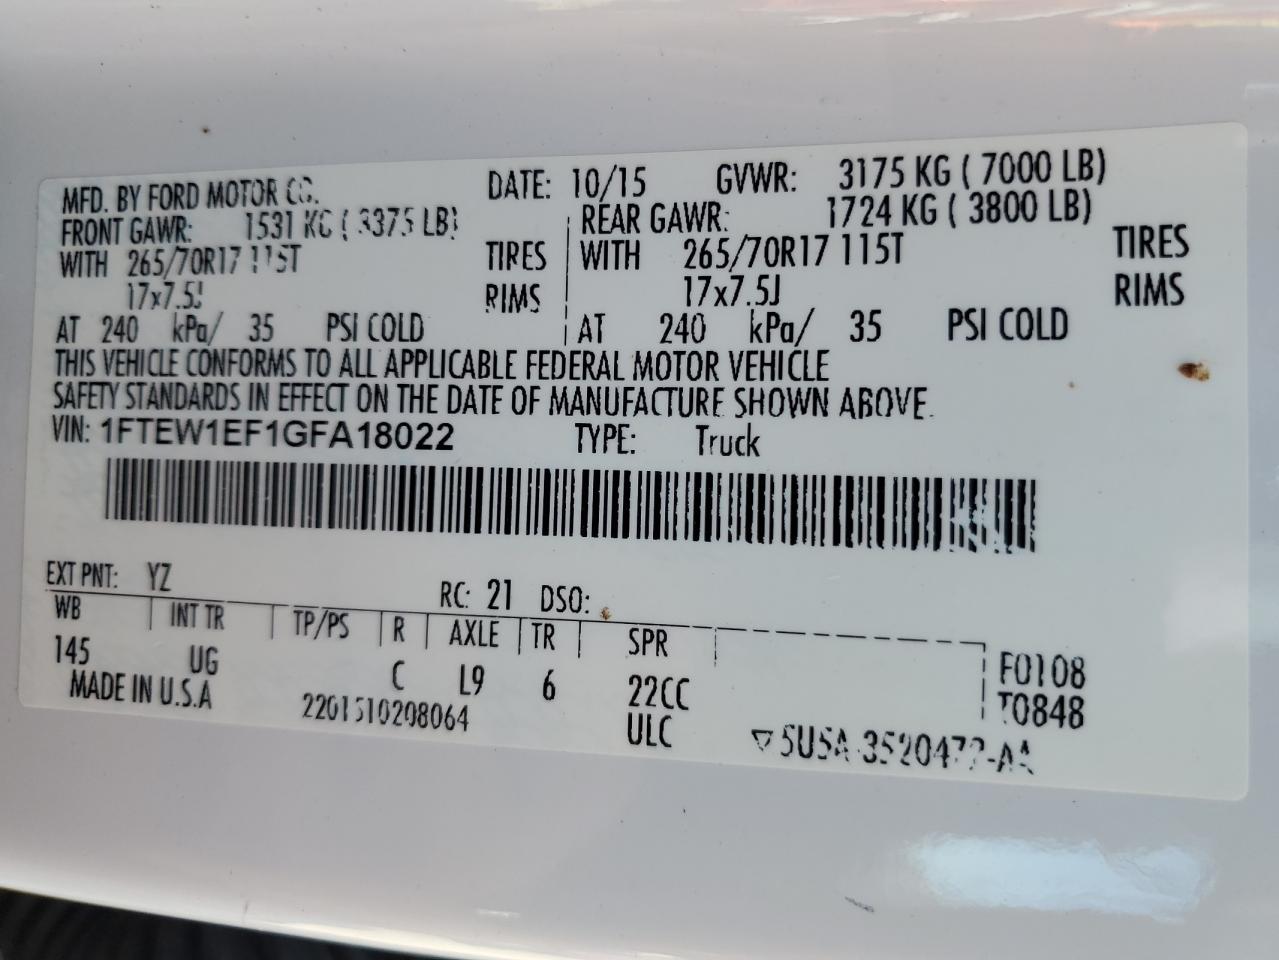 MFD. BY FORD MOTOR CO. DATE: 10/15 GVWR: 3175 KG ( 7000 LB)
FRONT GAWR: 1531 KG ( 3375 LB) REAR GAWR: 1724 KG ( 3800 LB)
WITH 265/70R17 115T TIRES WITH 265/70R17 115T TIRES
17x7.5J RIMS 17x7.5J RIMS
AT 240 kPa/ 35 PSI COLD AT 240 kPa/ 35 PSI COLD
THIS VEHICLE CONFORMS TO ALL APPLICABLE FEDERAL MOTOR VEHICLE
SAFETY STANDARDS IN EFFECT ON THE DATE OF MANUFACTURE SHOWN ABOVE.
VIN: 1FTEW1EF1GFA18022 TYPE: Truck
EXT PNT: YZ RC: 21 DSO:
WB INT TR TP/PS R AXLE TR SPR
145 UG C L9 6 22CC F0108
MADE IN U.S.A 2201510208064 ULC T0848
5U5A-3520472-AA